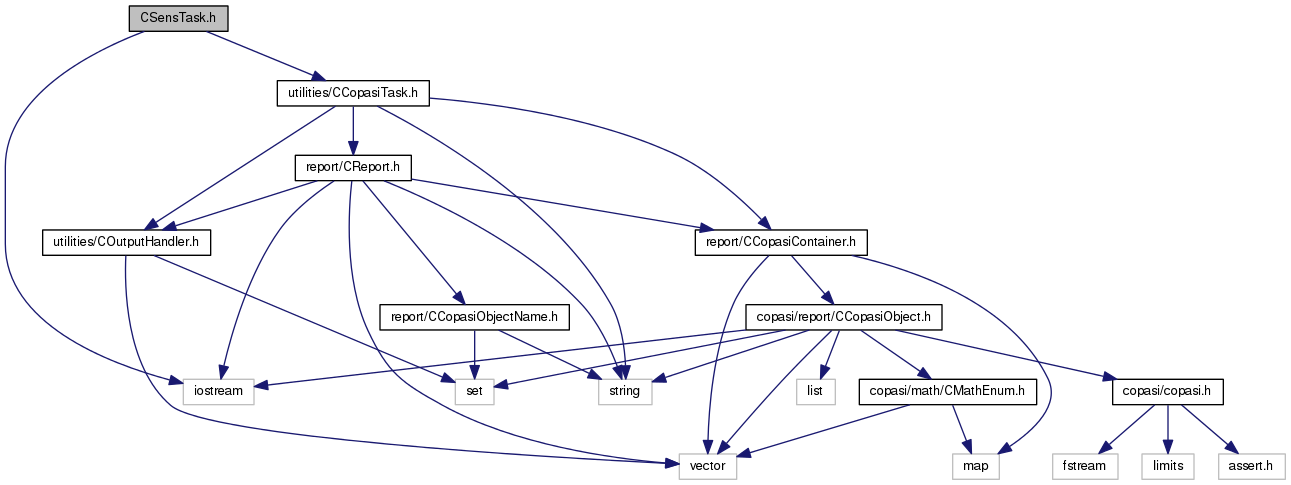 CSensTask.h
utilities/CCopasiTask.h
report/CReport.h
utilities/COutputHandler.h
report/CCopasiContainer.h
report/CCopasiObjectName.h
copasi/report/CCopasiObject.h
iostream
set
string
list
copasi/math/CMathEnum.h
copasi/copasi.h
vector
map
fstream
limits
assert.h